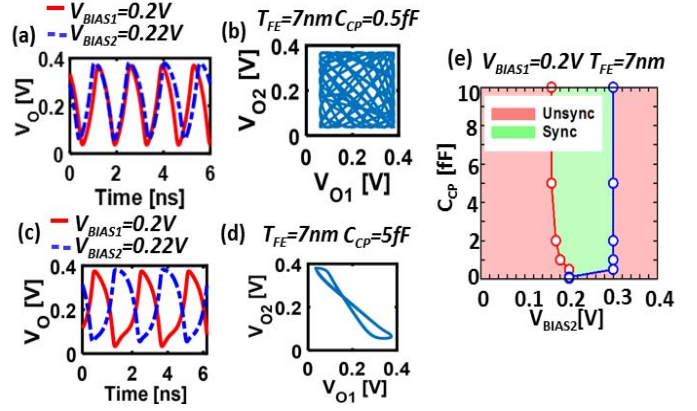 (a)
V_BIAS1=0.2V
V_BIAS2=0.22V
V_O [V]
0.4
0.2
0
0 2 4 6
Time [ns]
(b)
T_FE=7nm C_CP=0.5fF
V_O2 [V]
0.4
0.2
0
0 0.2 0.4
V_O1 [V]
(c)
V_BIAS1=0.2V
V_BIAS2=0.22V
V_O [V]
0.4
0.2
0
0 2 4 6
Time [ns]
(d)
T_FE=7nm C_CP=5fF
V_O2 [V]
0.4
0.2
0
0 0.2 0.4
V_O1 [V]
(e)
V_BIAS1=0.2V T_FE=7nm
Unsync
Sync
C_CP [fF]
10
8
6
4
2
0
0 0.1 0.2 0.3 0.4
V_BIAS2[V]